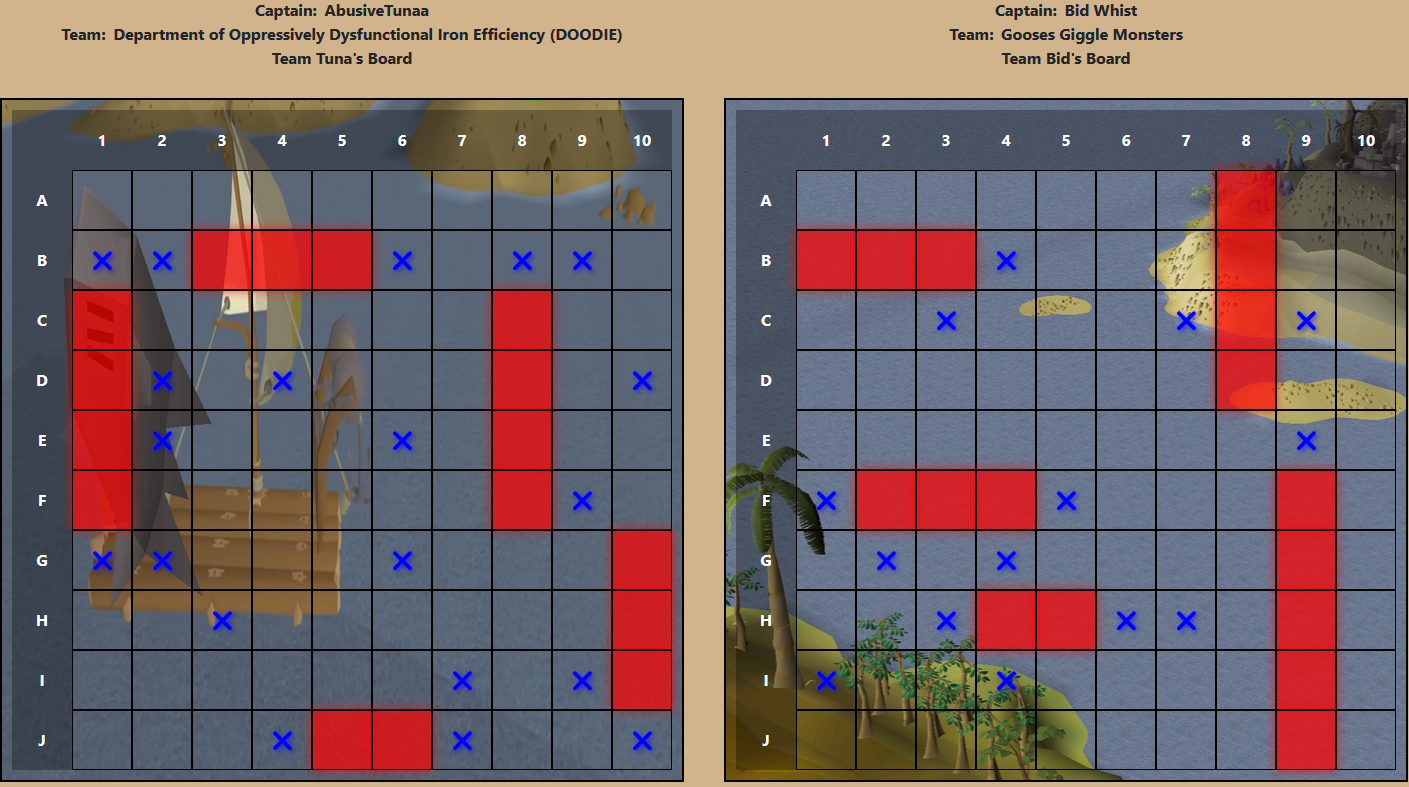 Captain: AbusiveTunaa
Team: Department of Oppressively Dysfunctional Iron Efficiency (DOODIE)
Team Tuna's Board
1 2 3 4 5 6 7 8 9 10
A
B
C
D
E
F
G
H
I
J
Captain: Bid Whist
Team: Gooses Giggle Monsters
Team Bid's Board
1 2 3 4 5 6 7 8 9 10
A
B
C
D
E
F
G
H
I
J